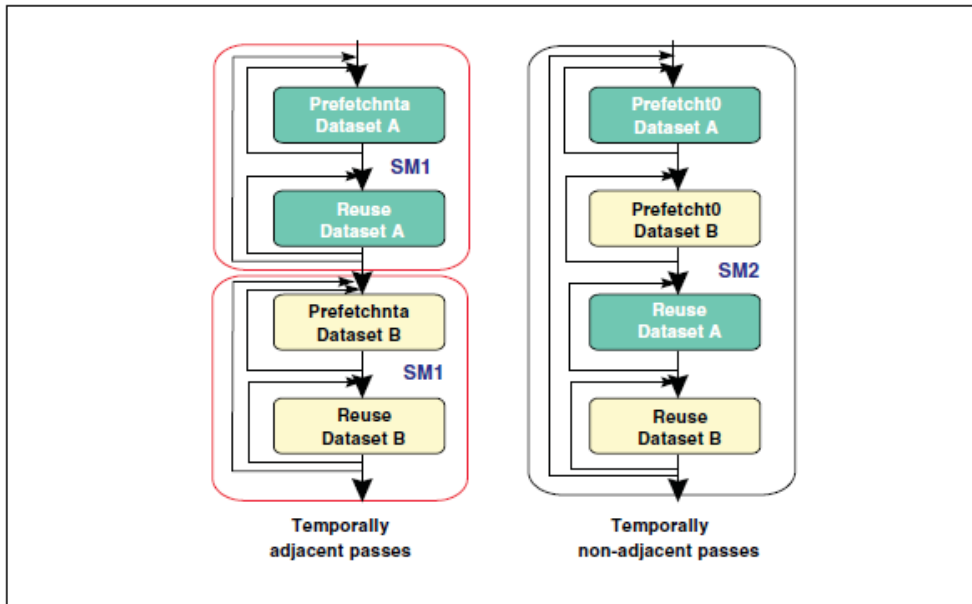 Prefetchnta
Dataset A
SM1
Reuse
Dataset A
Prefetchnta
Dataset B
SM1
Reuse
Dataset B
Temporally
adjacent passes
Prefetcht0
Dataset A
Prefetcht0
Dataset B
SM2
Reuse
Dataset A
Reuse
Dataset B
Temporally
non-adjacent passes